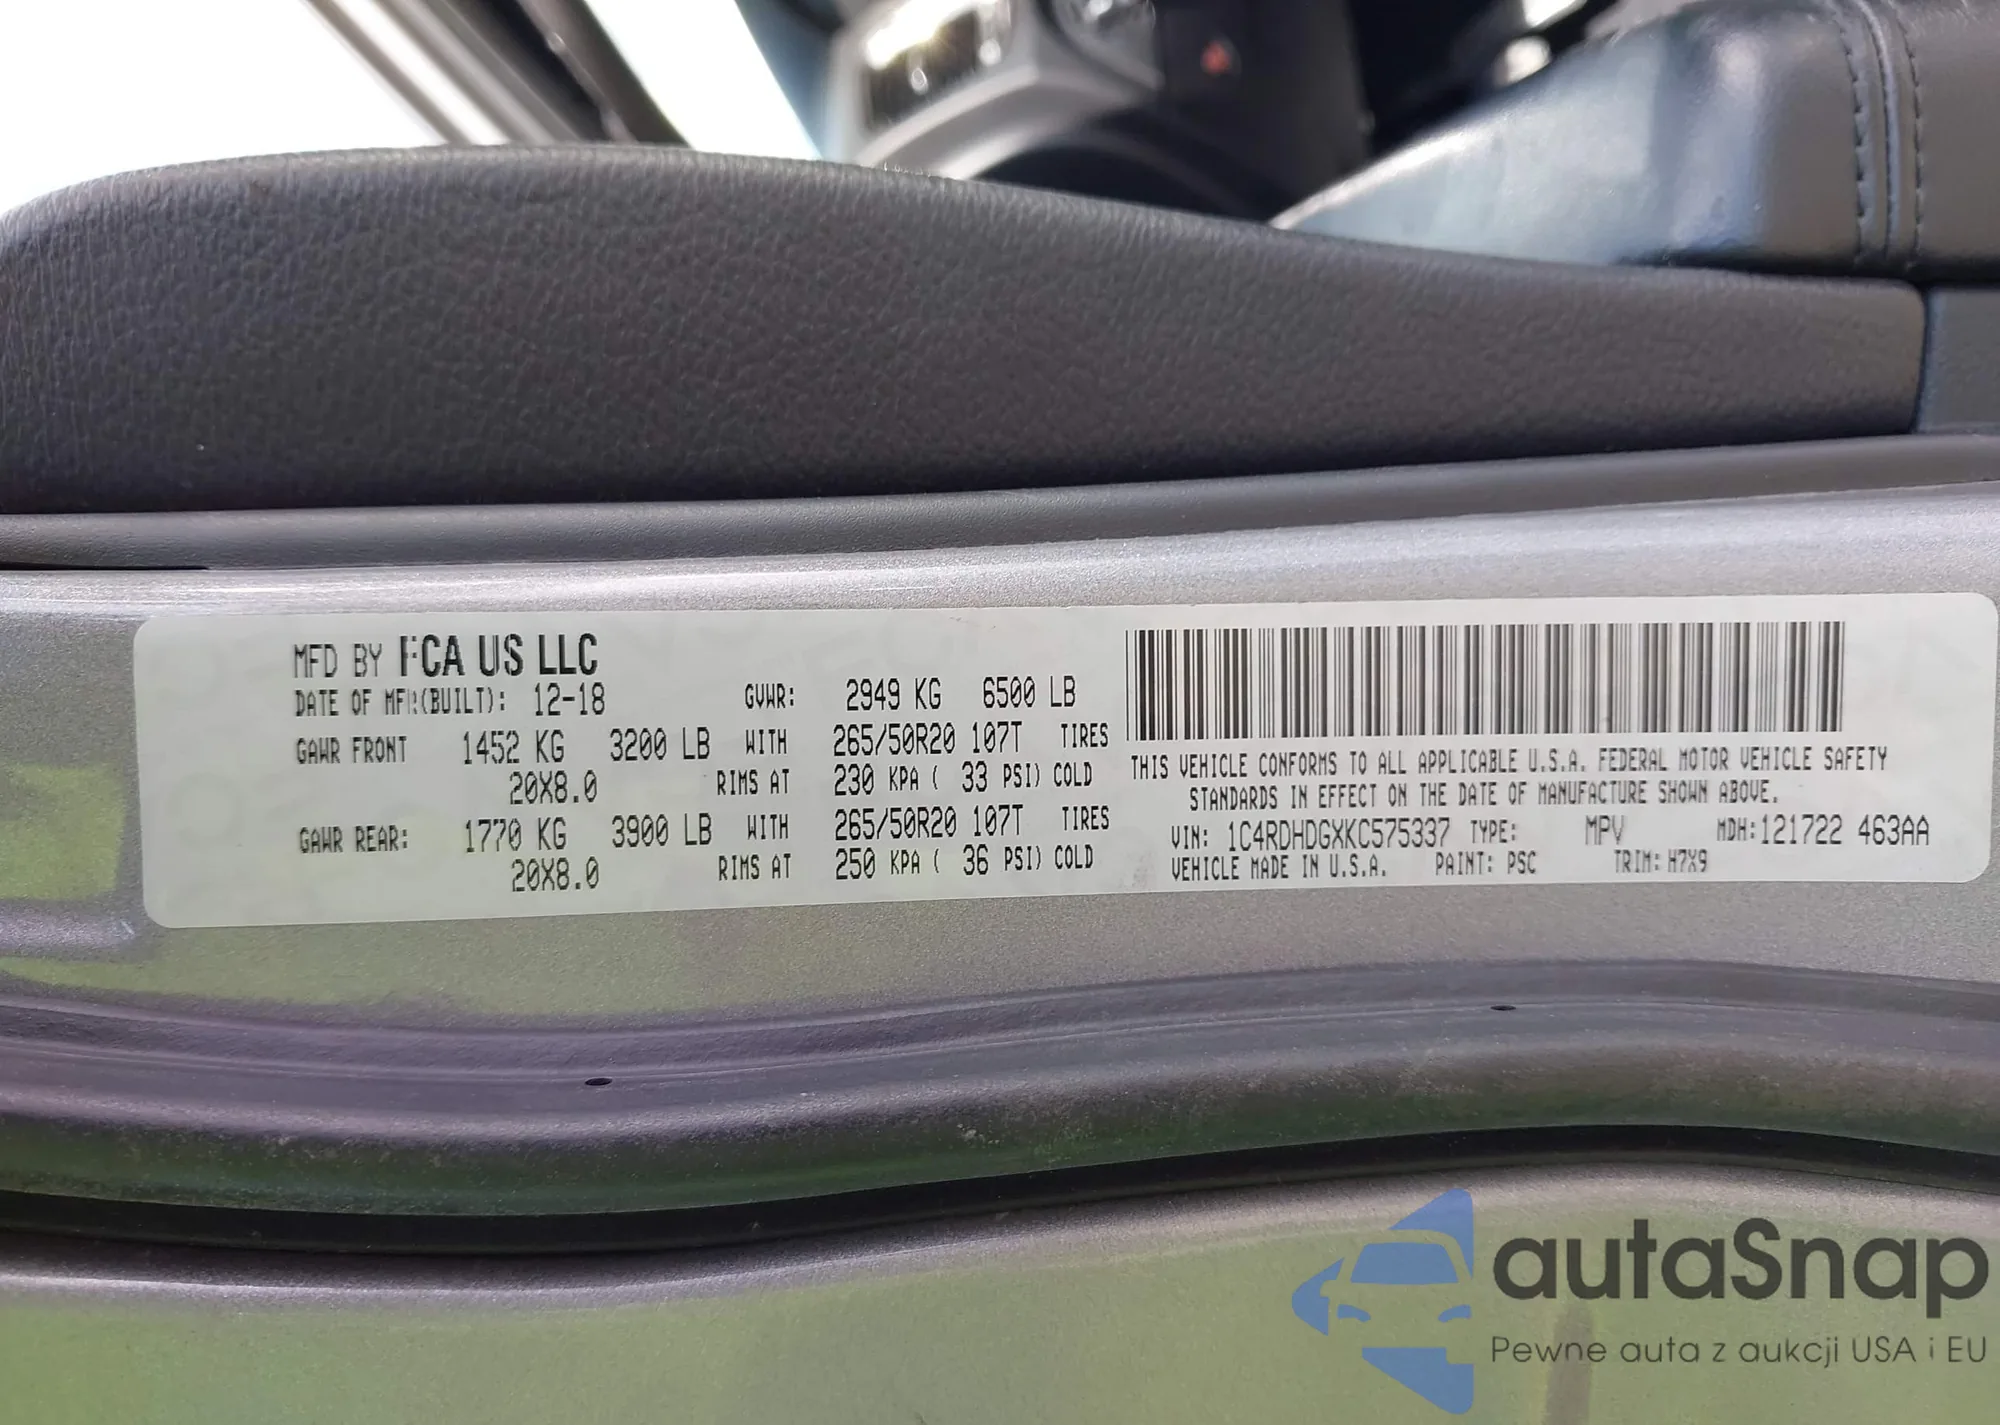 MFD BY FCA US LLC
DATE OF MFR(BUILT): 12-18 GVWR: 2949 KG 6500 LB
GAWR FRONT 1452 KG 3200 LB WITH 265/50R20 107T TIRES
20X8.0 RIMS AT 230 KPA ( 33 PSI) COLD
GAWR REAR: 1770 KG 3900 LB WITH 265/50R20 107T TIRES
20X8.0 RIMS AT 250 KPA ( 36 PSI) COLD
THIS VEHICLE CONFORMS TO ALL APPLICABLE U.S.A. FEDERAL MOTOR VEHICLE SAFETY
STANDARDS IN EFFECT ON THE DATE OF MANUFACTURE SHOWN ABOVE.
VIN: 1C4RDHDGXKC575337 TYPE: MPV MDH:121722 463AA
VEHICLE MADE IN U.S.A. PAINT: PSC TRIM: H7X9
autaSnap
Pewne auta z aukcji USA i EU